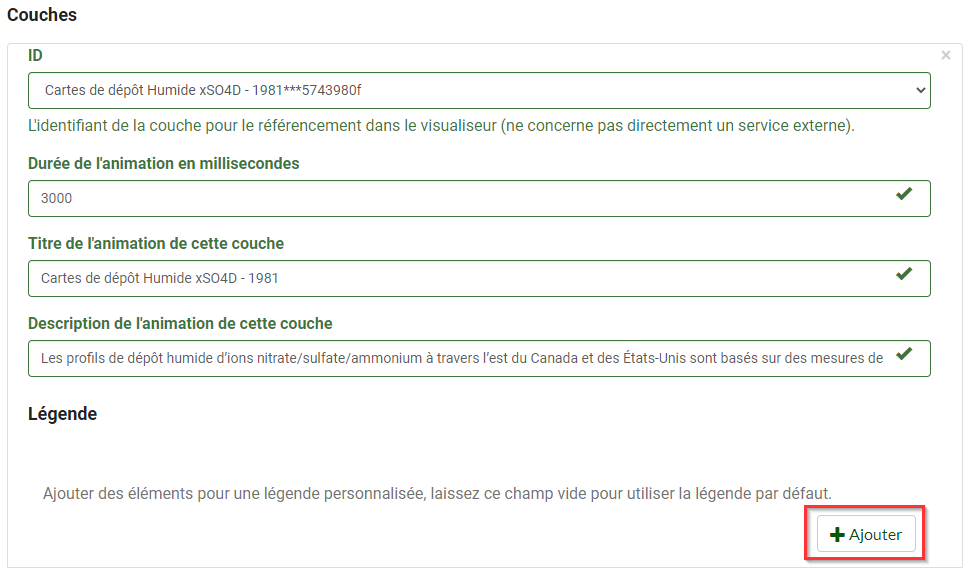 Couches
ID
Cartes de dépôt Humide xSO4D - 1981***5743980f
L'identifiant de la couche pour le référencement dans le visualiseur (ne concerne pas directement un service externe).
Durée de l'animation en millisecondes
3000
Titre de l'animation de cette couche
Cartes de dépôt Humide xSO4D - 1981
Description de l'animation de cette couche
Les profils de dépôt humide d’ions nitrate/sulfate/ammonium à travers l’est du Canada et des États-Unis sont basés sur des mesures de
Légende
Ajouter des éléments pour une légende personnalisée, laissez ce champ vide pour utiliser la légende par défaut.
Ajouter